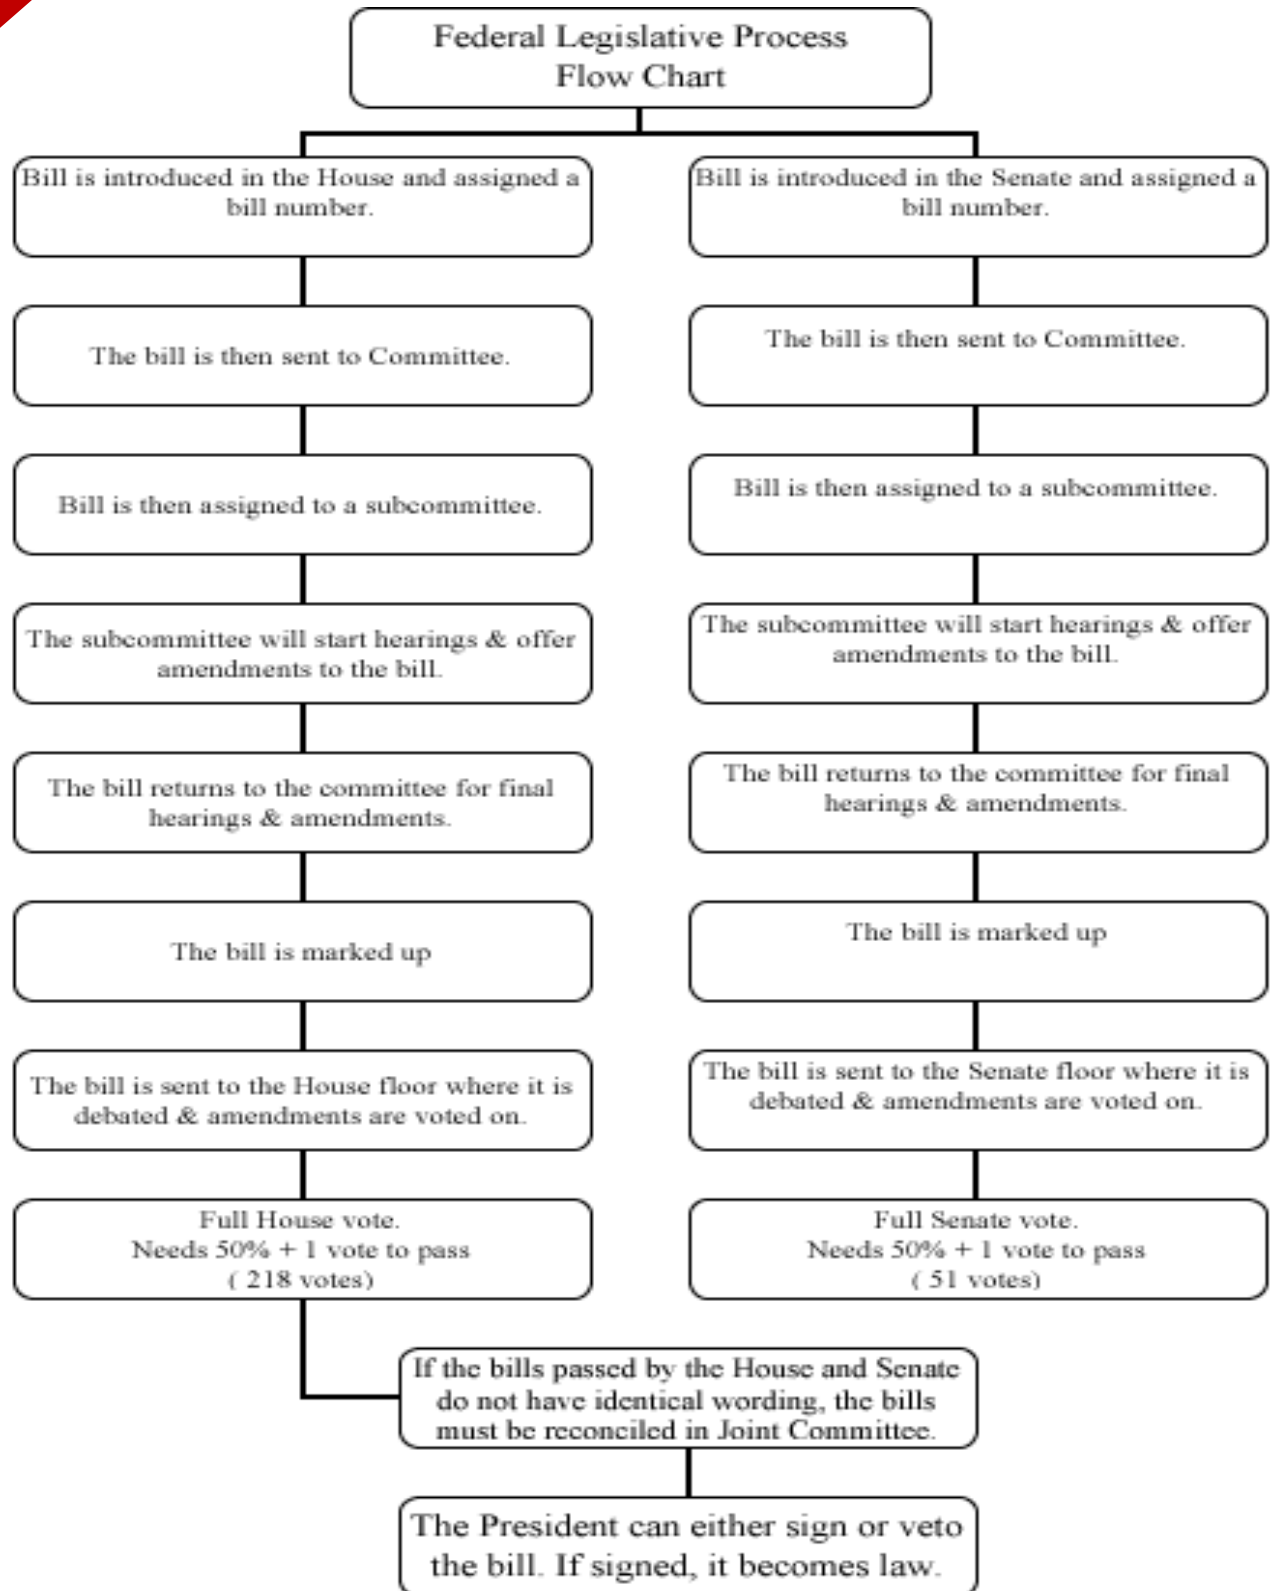 Federal Legislative Process
Flow Chart
Bill is introduced in the House and assigned a
bill number.
The bill is then sent to Committee.
Bill is then assigned to a subcommittee.
The subcommittee will start hearings & offer
amendments to the bill.
The bill returns to the committee for final
hearings & amendments.
The bill is marked up
The bill is sent to the House floor where it is
debated & amendments are voted on.
Full House vote.
Needs 50% + 1 vote to pass
( 218 votes)
Bill is introduced in the Senate and assigned a
bill number.
The bill is then sent to Committee.
Bill is then assigned to a subcommittee.
The subcommittee will start hearings & offer
amendments to the bill.
The bill returns to the committee for final
hearings & amendments.
The bill is marked up
The bill is sent to the Senate floor where it is
debated & amendments are voted on.
Full Senate vote.
Needs 50% + 1 vote to pass
( 51 votes)
If the bills passed by the House and Senate
do not have identical wording, the bills
must be reconciled in Joint Committee.
The President can either sign or veto
the bill. If signed, it becomes law.